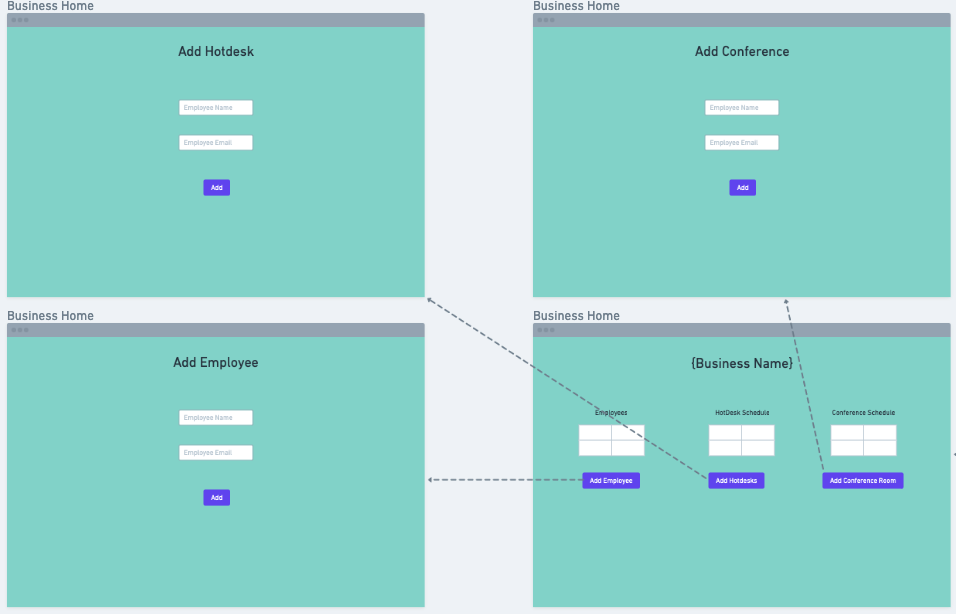 Business Home
Add Hotdesk
Employee Name
Employee Email
Add
Business Home
Add Conference
Employee Name
Employee Email
Add
Business Home
Add Employee
Employee Name
Employee Email
Add
Business Home
{Business Name}
Employees
HotDesk Schedule
Conference Schedule
Add Employee
Add Hotdesks
Add Conference Room